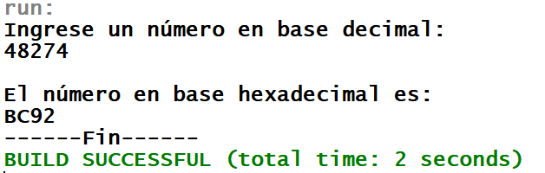 run:
Ingrese un número en base decimal:
48274
El número en base hexadecimal es:
BC92
------Fin------
BUILD SUCCESSFUL (total time: 2 seconds)